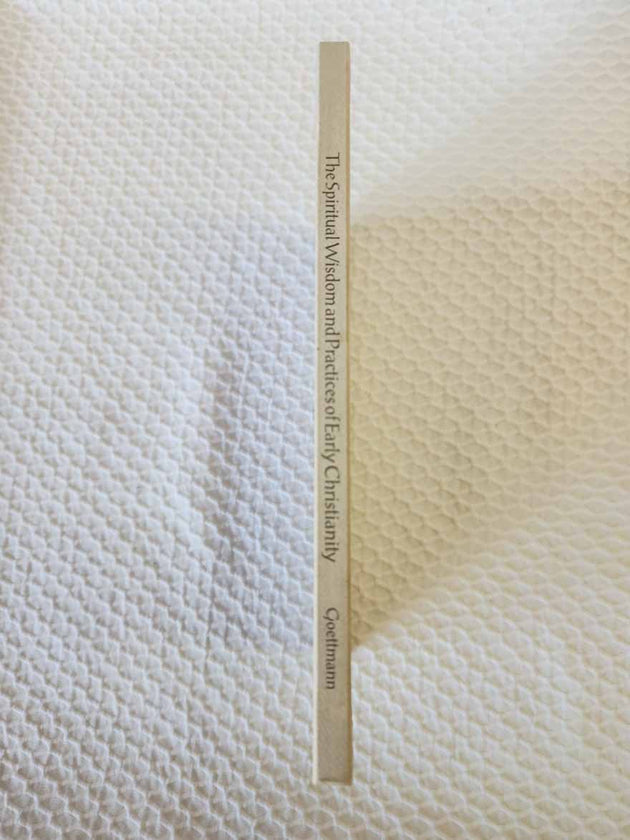 The Spiritual Wisdom and Practices of Early Christianity Goettmann